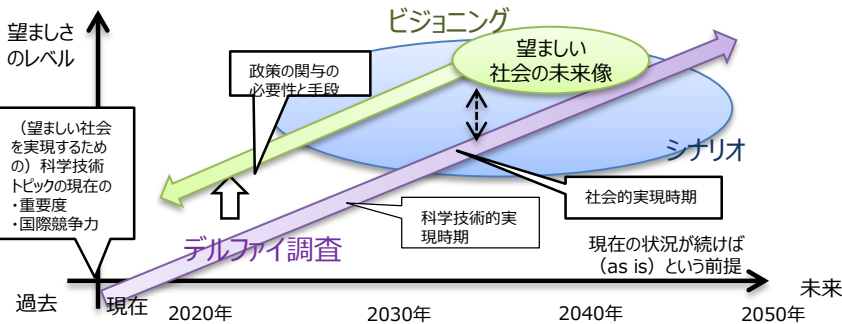 望ましさ
のレベル
ビジョニング
望ましい
社会の未来像
政策の関与の
必要性と手段
（望ましい社会
を実現するため
の）科学技術
トピックの現在の
・重要度
・国際競争力
シナリオ
社会的実現時期
科学技術的実
現時期
デルファイ調査
現在の状況が続けば
（as is）という前提
過去
現在
2020年
2030年
2040年
2050年
未来